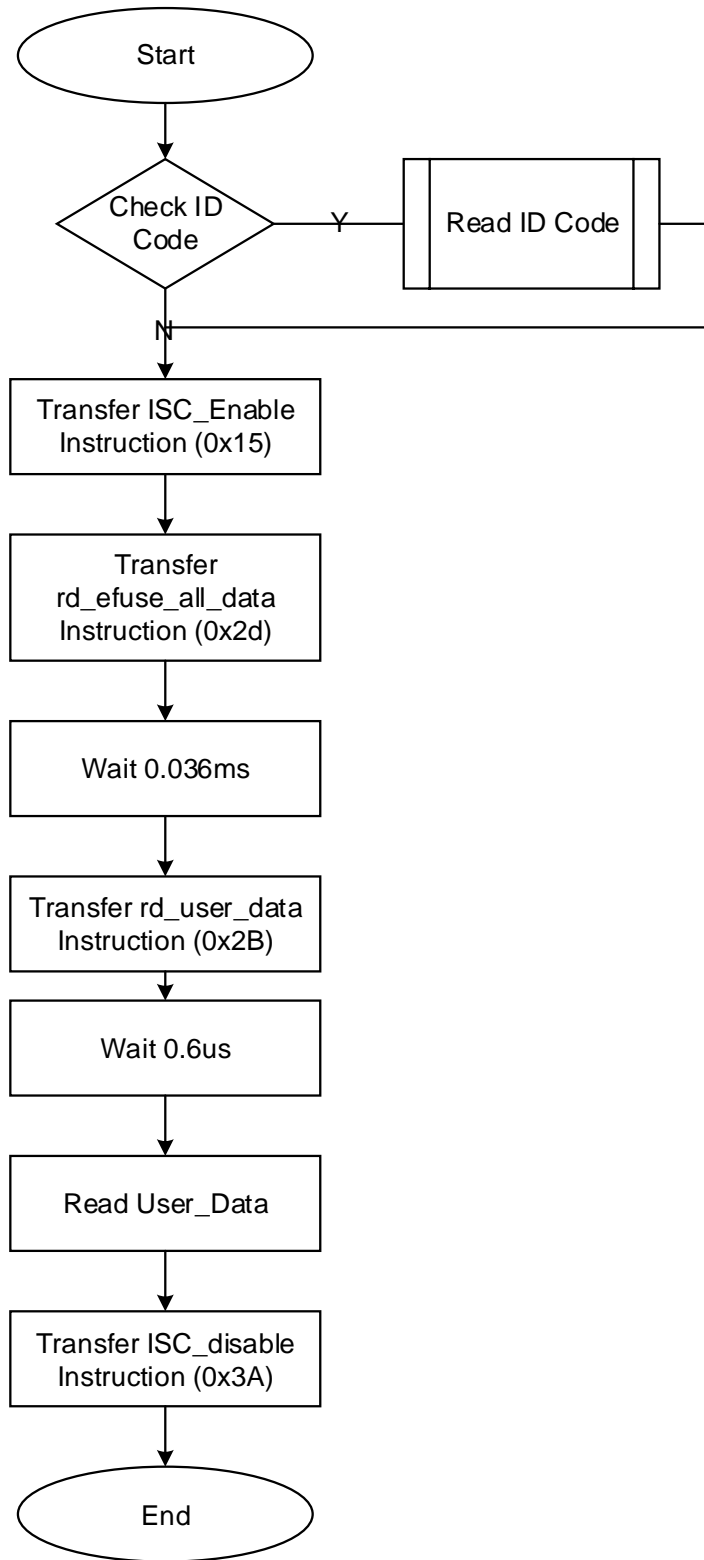 Start
Check ID
Code
Y
Read ID Code
N
Transfer ISC_Enable
Instruction (0x15)
Transfer
rd_efuse_all_data
Instruction (0x2d)
Wait 0.036ms
Transfer rd_user_data
Instruction (0x2B)
Wait 0.6us
Read User_Data
Transfer ISC_disable
Instruction (0x3A)
End